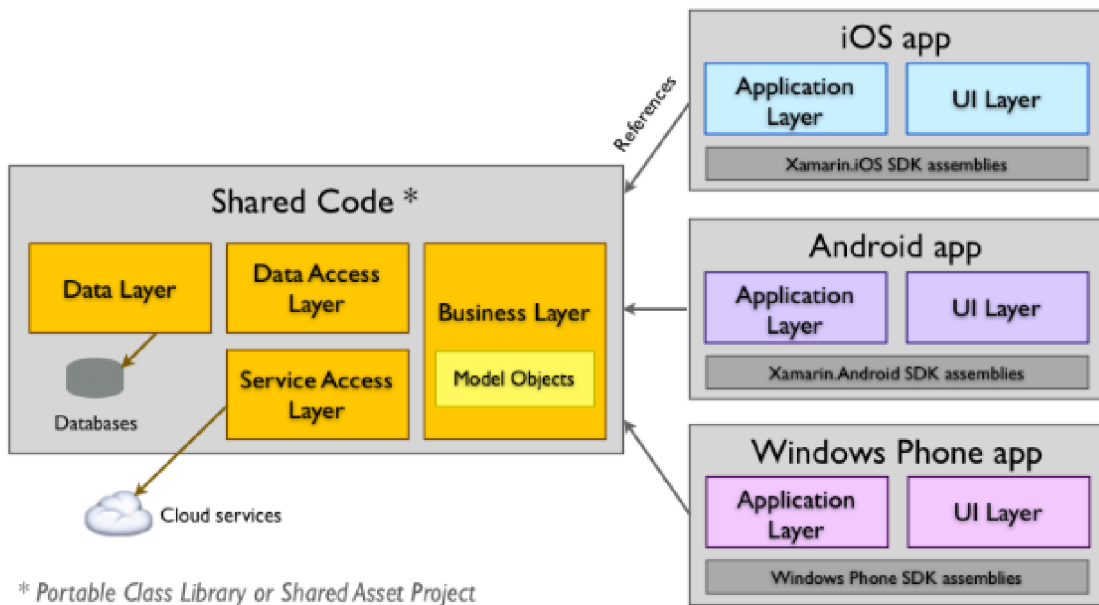 iOS app
Application
Layer
UI Layer
Xamarin.iOS SDK assemblies
References
Shared Code *
Data Layer
Data Access
Layer
Business Layer
Model Objects
Service Access
Layer
Databases
Cloud services
Android app
Application
Layer
UI Layer
Xamarin.Android SDK assemblies
Windows Phone app
Application
Layer
UI Layer
Windows Phone SDK assemblies
* Portable Class Library or Shared Asset Project